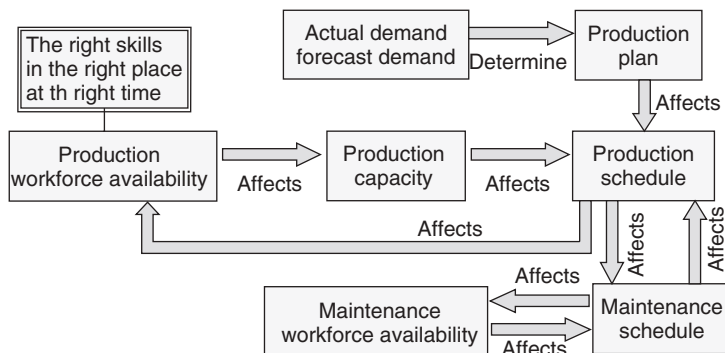 The right skills
in the right place
at th right time
Actual demand
forecast demand
Determine
Production
plan
Affects
Production
workforce availability
Affects
Production
capacity
Affects
Production
schedule
Affects
Affects
Affects
Affects
Maintenance
workforce availability
Affects
Maintenance
schedule